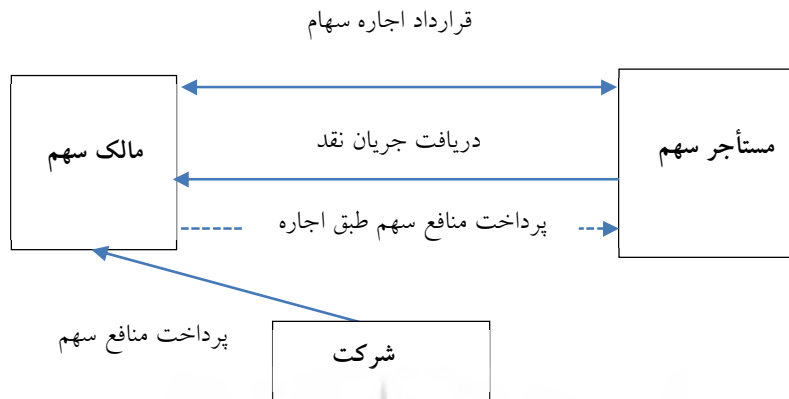 قرارداد اجاره سهام
مالک سهم
مستأجر سهم
دریافت جریان نقد
پرداخت منافع سهم طبق اجاره
پرداخت منافع سهم
شرکت